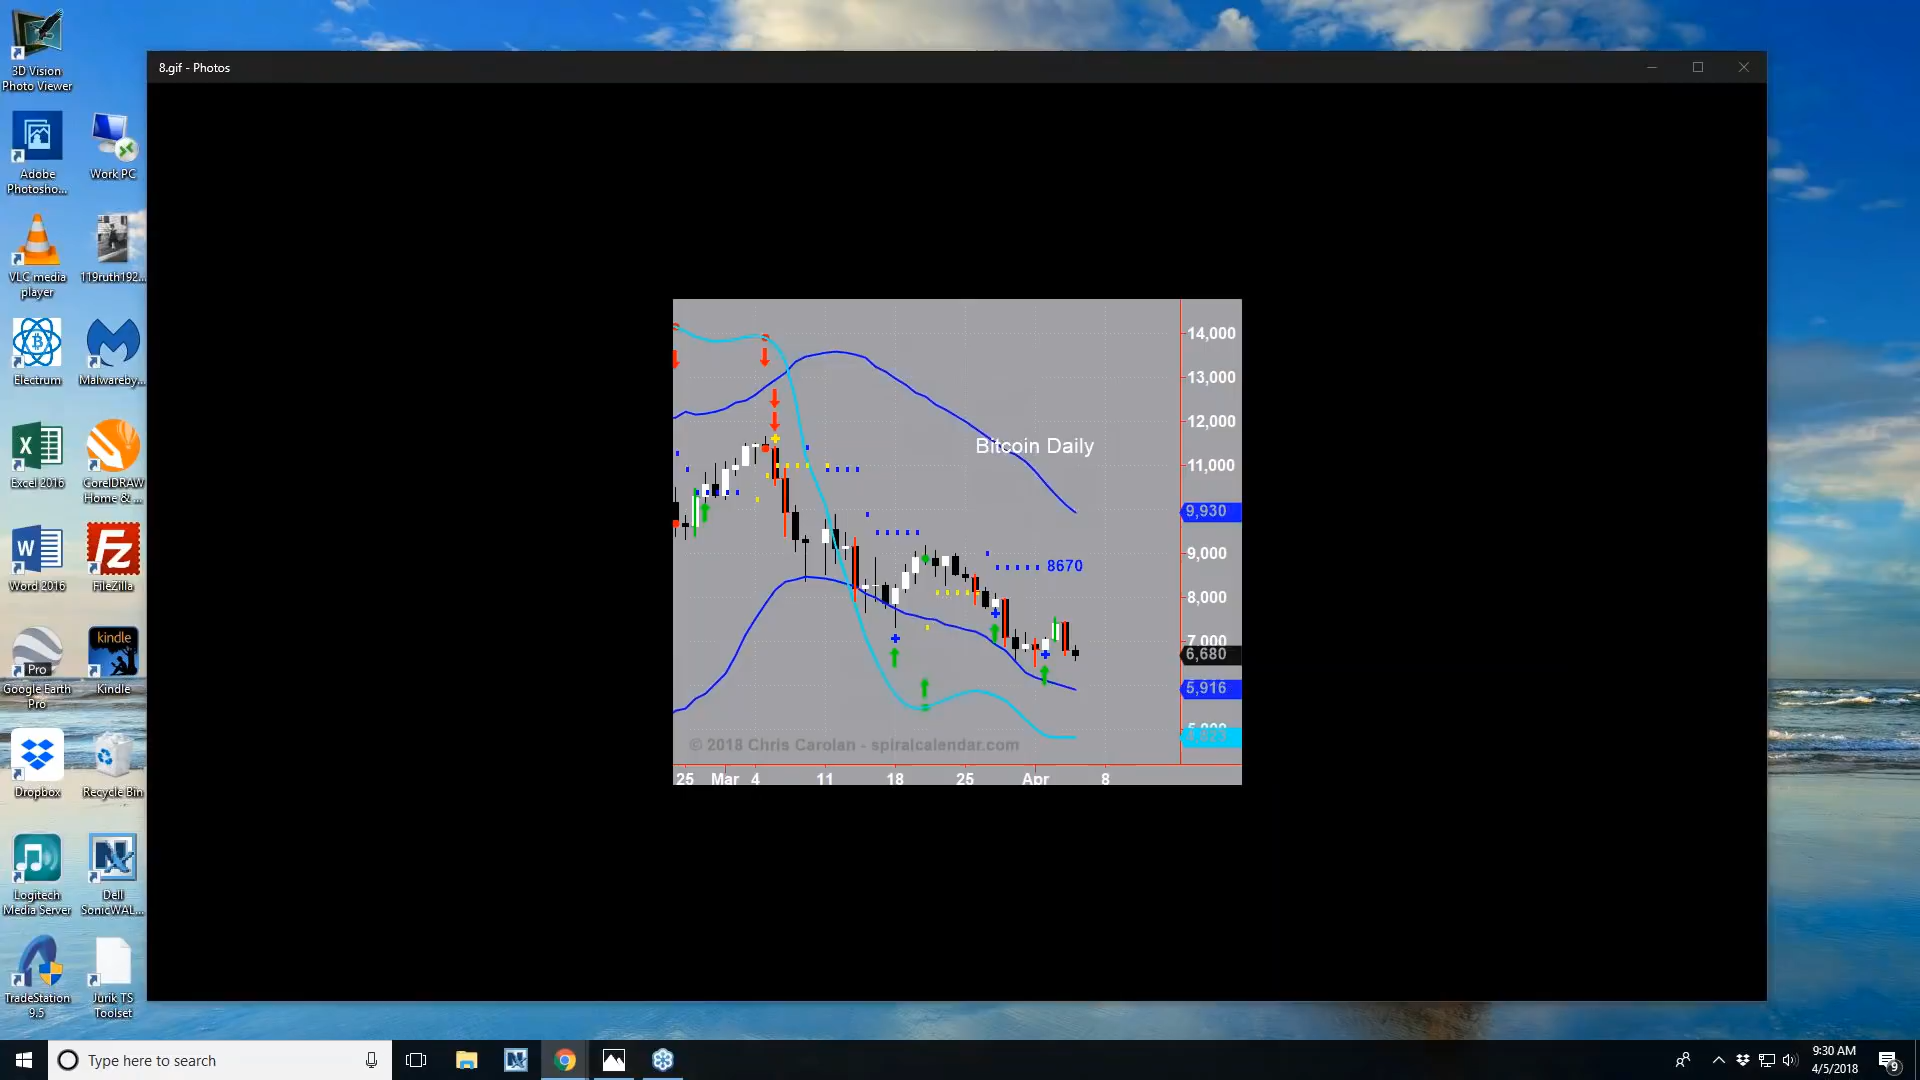 3D Vision
Photo Viewer
Adobe
Photosho...
Work PC
VLC media
player
119ruth192...
Electrum
Malwareby...
Excel 2016
CorelDRAW
Home & ...
Word 2016
FileZilla
Pro
Google Earth
Pro
kindle
Kindle
Dropbox
Recycle Bin
Logitech
Media Server
Dell
SonicWAL...
TradeStation
9.5
Jurik TS
Toolset
8.gif - Photos
Bitcoin Daily
14,000
13,000
12,000
11,000
9,930
9,000
8670
8,000
7,000
6,680
5,916
© 2018 Chris Carolan - spiralcalendar.com
25 Mar 4 11 18 25 Apr 8
Type here to search
9:30 AM
4/5/2018
9